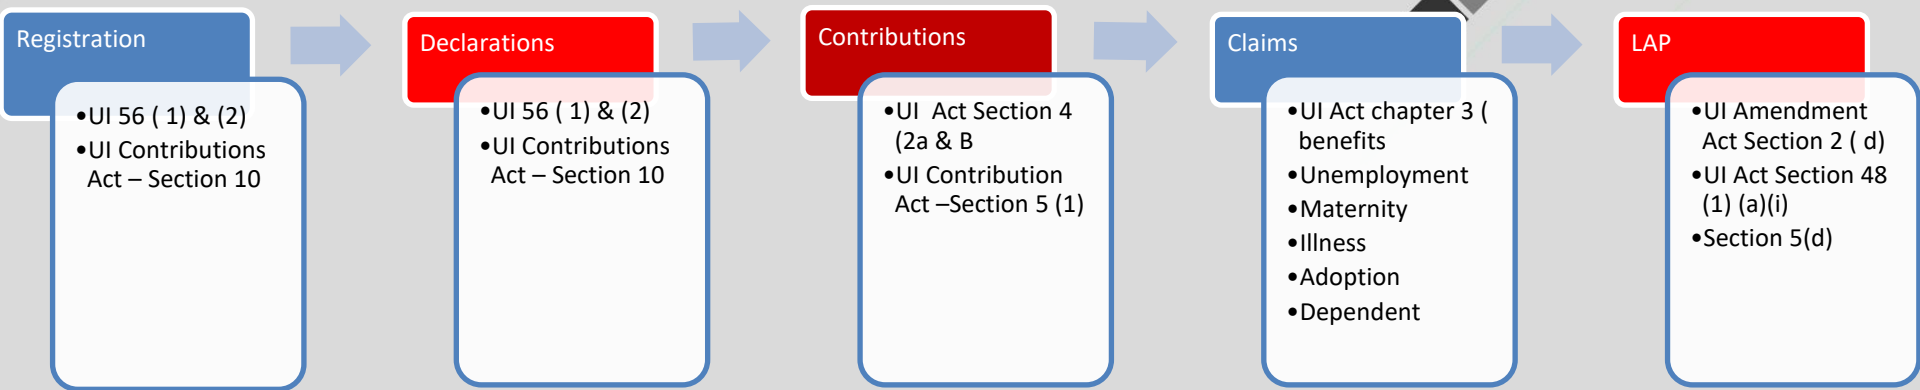 Registration
•UI 56 ( 1) & (2)
•UI Contributions
Act – Section 10
Declarations
•UI 56 ( 1) & (2)
•UI Contributions
Act – Section 10
Contributions
•UI  Act Section 4
(2a & B
•UI Contribution
Act –Section 5 (1)
Claims
•UI Act chapter 3 (
benefits
•Unemployment
•Maternity
•Illness
•Adoption
•Dependent
LAP
•UI Amendment
Act Section 2 ( d)
•UI Act Section 48
(1) (a)(i)
•Section 5(d)